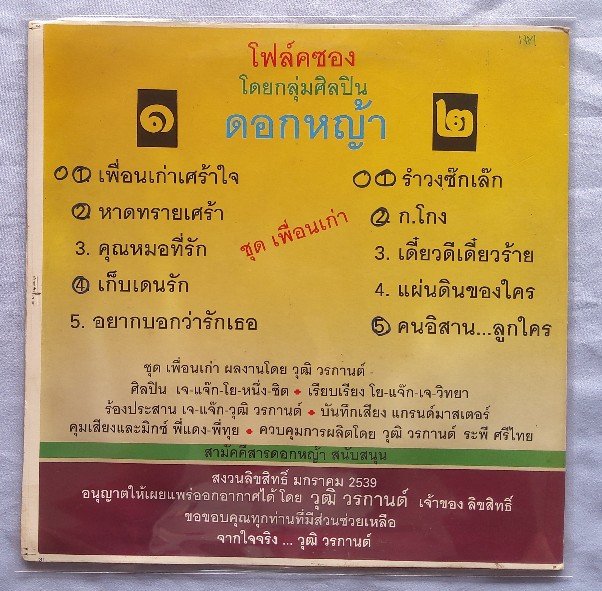 โฟล์คซอง
โดยกลุ่มศิลปิน
ดอกหญ้า
๑
๒
1. เพื่อนเก่าเศร้าใจ
2. หาดทรายเศร้า
3. คุณหมอที่รัก
4. เก็บเดนรัก
5. อยากบอกว่ารักเธอ
ชุด เพื่อนเก่า
1 รำวงซ๊กเล๊ก
2. ก.โกง
3. เดี๋ยวดีเดี๋ยวร้าย
4. แผ่นดินของใคร
5. คนอิสาน...ลูกใคร
ชุด เพื่อนเก่า ผลงานโดย วุฒิ วรกานต์
ศิลปิน เจ-แจ๊ก-โย-หนึ่ง-ชิต • เรียบเรียง โย-แจ๊ก-เจ-วิทยา
ร้องประสาน เจ-แจ๊ก-วุฒิ วรกานต์ • บันทึกเสียง แกรนด์มาสเตอร์
คุมเสียงและมิกซ์ พี่แดง-พี่ทุย • ควบคุมการผลิตโดย วุฒิ วรกานต์ ระพี ศรีไทย
สามัคคีสารดอกหญ้า สนับสนุน
สงวนลิขสิทธิ์ มกราคม 2539
อนุญาตให้เผยแพร่ออกอากาศได้ โดย วุฒิ วรกานต์ เจ้าของ ลิขสิทธิ์
ขอขอบคุณทุกท่านที่มีส่วนช่วยเหลือ
จากใจจริง ... วุฒิ วรกานต์